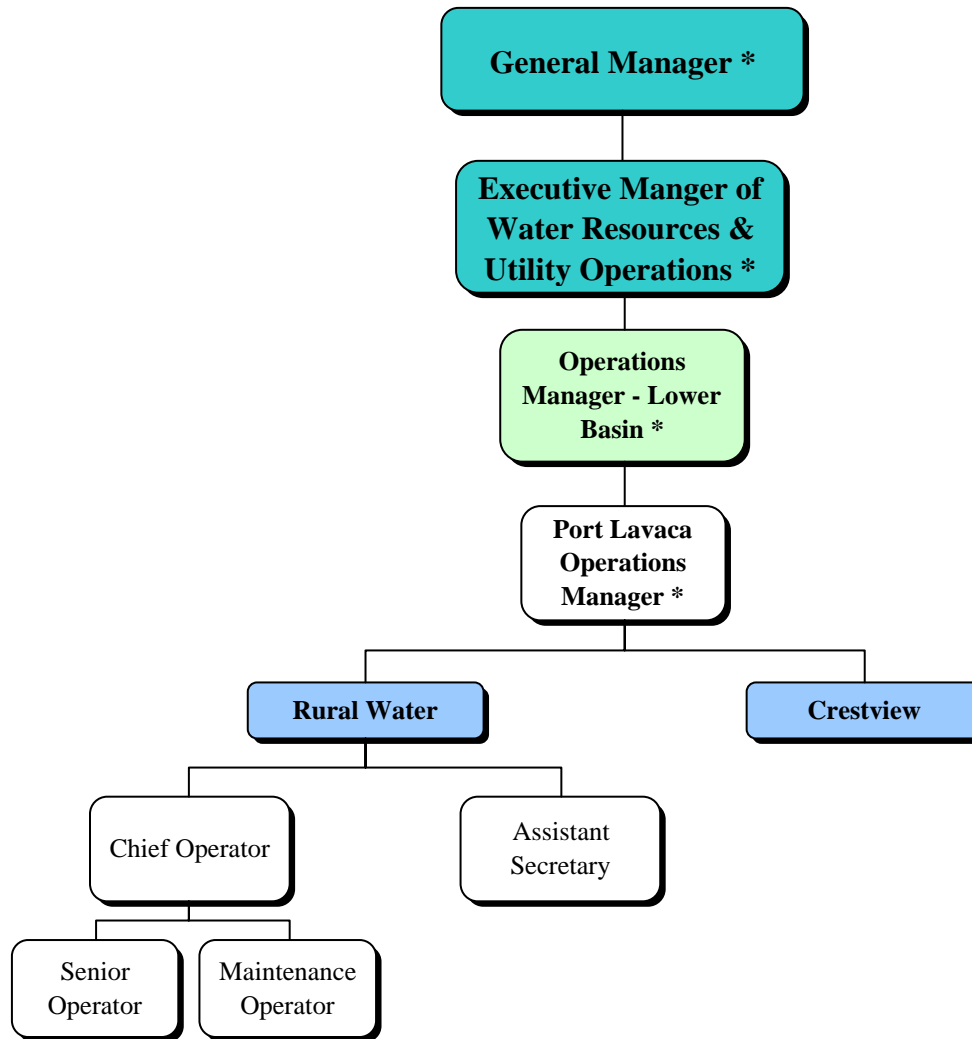 General Manager *
Executive Manger of
Water Resources &
Utility Operations *
Operations
Manager - Lower
Basin *
Port Lavaca
Operations
Manager *
Rural Water
Crestview
Chief Operator
Assistant
Secretary
Senior
Operator
Maintenance
Operator